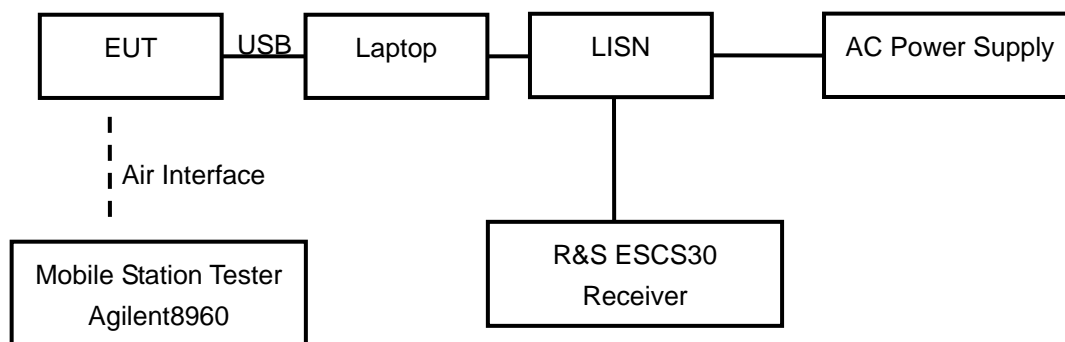 EUT
USB
Laptop
LISN
AC Power Supply
Air Interface
Mobile Station Tester
Agilent8960
R&S ESCS30
Receiver